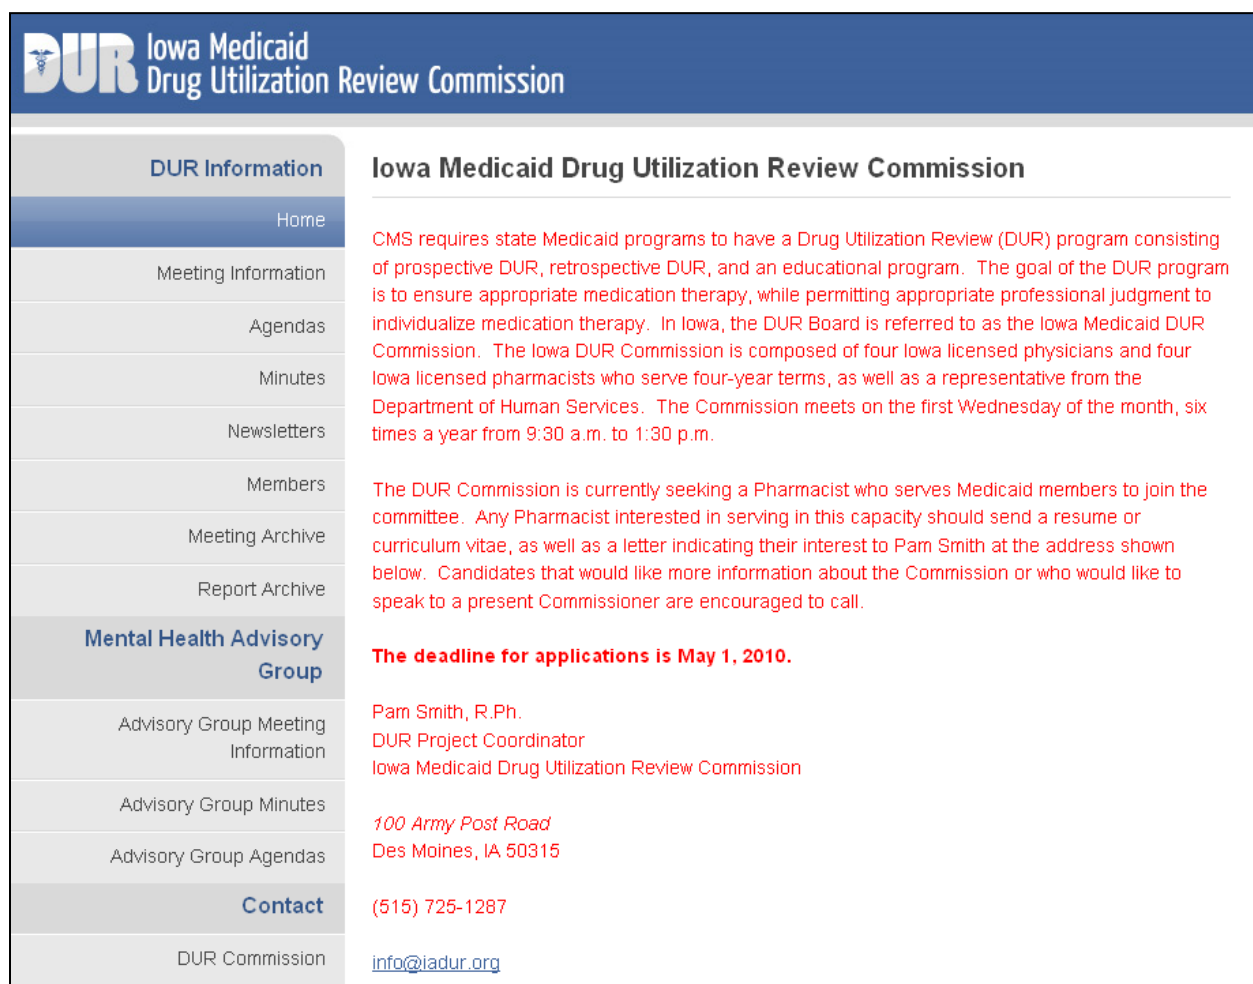 DUR Iowa Medicaid
Drug Utilization Review Commission
DUR Information
Home
Meeting Information
Agendas
Minutes
Newsletters
Members
Meeting Archive
Report Archive
Mental Health Advisory
Group
Advisory Group Meeting
Information
Advisory Group Minutes
Advisory Group Agendas
Contact
DUR Commission
Iowa Medicaid Drug Utilization Review Commission
CMS requires state Medicaid programs to have a Drug Utilization Review (DUR) program consisting
of prospective DUR, retrospective DUR, and an educational program.  The goal of the DUR program
is to ensure appropriate medication therapy, while permitting appropriate professional judgment to
individualize medication therapy.  In Iowa, the DUR Board is referred to as the Iowa Medicaid DUR
Commission.  The Iowa DUR Commission is composed of four Iowa licensed physicians and four
Iowa licensed pharmacists who serve four-year terms, as well as a representative from the
Department of Human Services.  The Commission meets on the first Wednesday of the month, six
times a year from 9:30 a.m. to 1:30 p.m.
The DUR Commission is currently seeking a Pharmacist who serves Medicaid members to join the
committee.  Any Pharmacist interested in serving in this capacity should send a resume or
curriculum vitae, as well as a letter indicating their interest to Pam Smith at the address shown
below.  Candidates that would like more information about the Commission or who would like to
speak to a present Commissioner are encouraged to call.
The deadline for applications is May 1, 2010.
Pam Smith, R.Ph.
DUR Project Coordinator
Iowa Medicaid Drug Utilization Review Commission
100 Army Post Road
Des Moines, IA 50315
(515) 725-1287
info@iadur.org